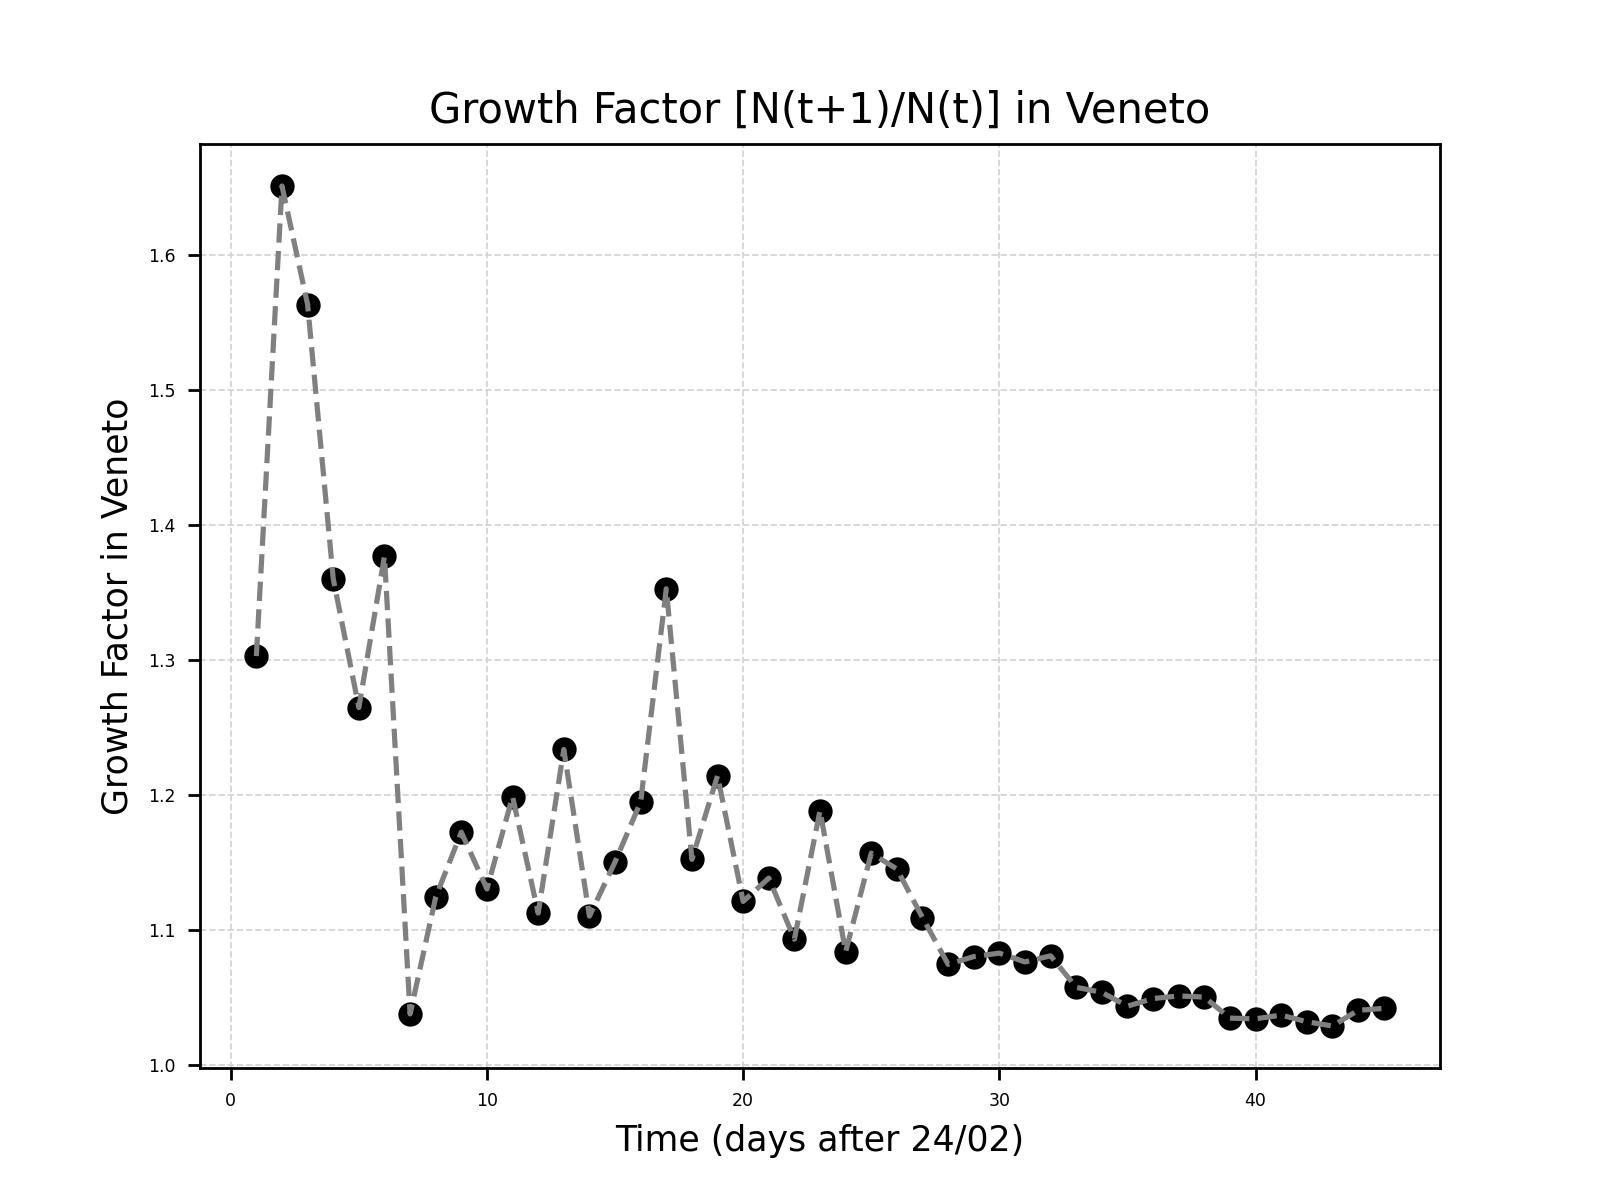 Growth Factor [N(t+1)/N(t)] in Veneto
Growth Factor in Veneto
1.6
1.5
1.4
1.3
1.2
1.1
1.0
0 10 20 30 40
Time (days after 24/02)